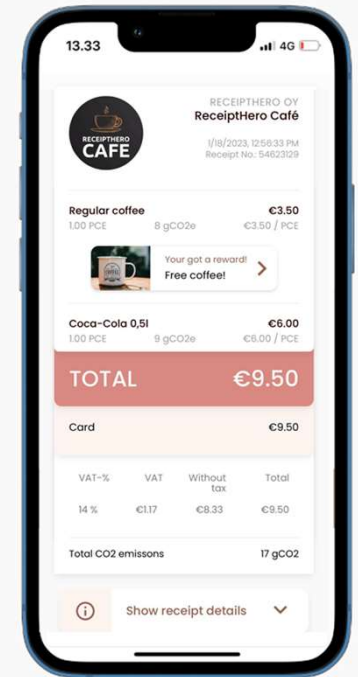 13.33
4G
RECEIPTHERO
CAFE
RECEIPTHERO OY
ReceiptHero Café
1/18/2023, 12:56:33 PM
Receipt No.: 54623129
Regular coffee €3.50
1.00 PCE 8 gCO2e €3.50 / PCE
Your got a reward!
Free coffee!
Coca-Cola 0,5l €6.00
1.00 PCE 9 gCO2e €6.00 / PCE
TOTAL €9.50
Card €9.50
VAT-% VAT Without tax Total
14 % €1.17 €8.33 €9.50
Total CO2 emissons 17 gCO2
Show receipt details